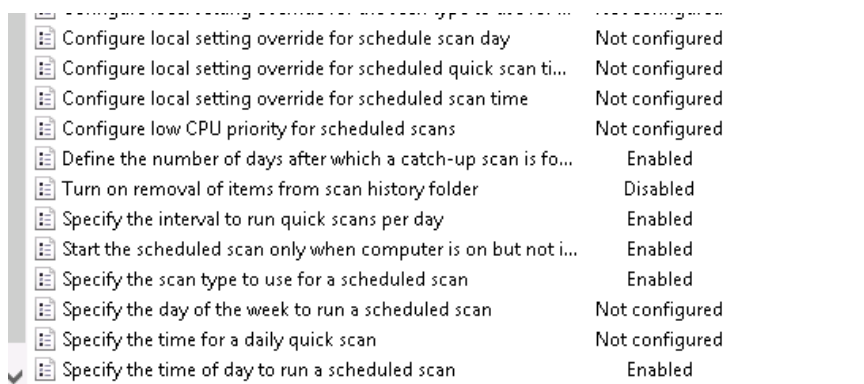 Configure local setting override for schedule scan day Not configured
Configure local setting override for scheduled quick scan ti... Not configured
Configure local setting override for scheduled scan time Not configured
Configure low CPU priority for scheduled scans Not configured
Define the number of days after which a catch-up scan is fo... Enabled
Turn on removal of items from scan history folder Disabled
Specify the interval to run quick scans per day Enabled
Start the scheduled scan only when computer is on but not i... Enabled
Specify the scan type to use for a scheduled scan Enabled
Specify the day of the week to run a scheduled scan Not configured
Specify the time for a daily quick scan Not configured
Specify the time of day to run a scheduled scan Enabled